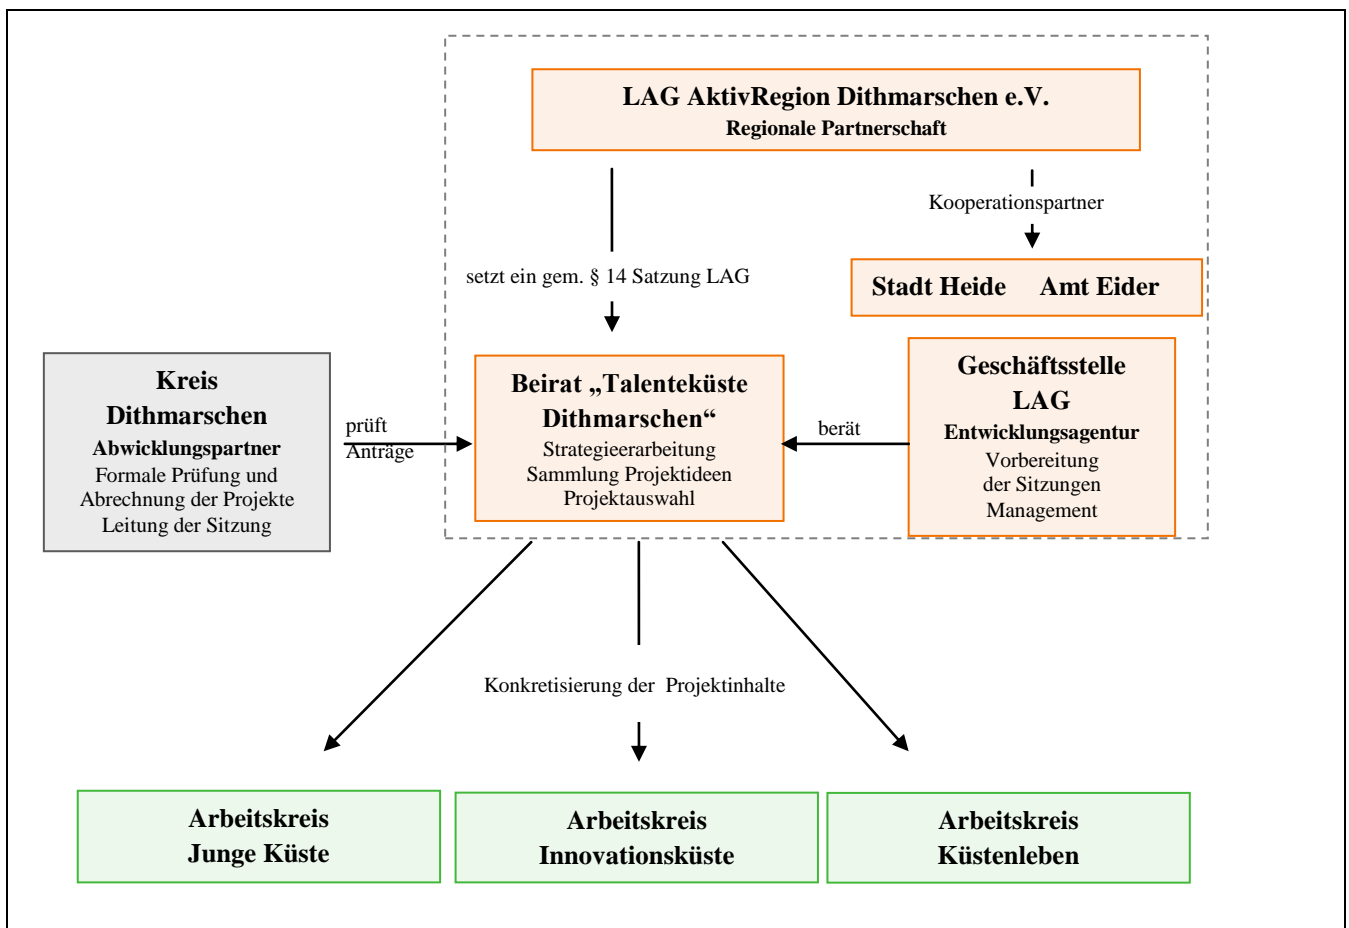 LAG AktivRegion Dithmarschen e.V.
Regionale Partnerschaft
Kooperationspartner
setzt ein gem. § 14 Satzung LAG
Stadt Heide Amt Eider
Kreis
Dithmarschen
Abwicklungspartner
Formale Prüfung und
Abrechnung der Projekte
Leitung der Sitzung
prüft
Anträge
Beirat „Talenteküste
Dithmarschen“
Strategieerarbeitung
Sammlung Projektideen
Projektauswahl
berät
Geschäftsstelle
LAG
Entwicklungsagentur
Vorbereitung
der Sitzungen
Management
Konkretisierung der Projektinhalte
Arbeitskreis
Junge Küste
Arbeitskreis
Innovationsküste
Arbeitskreis
Küstenleben